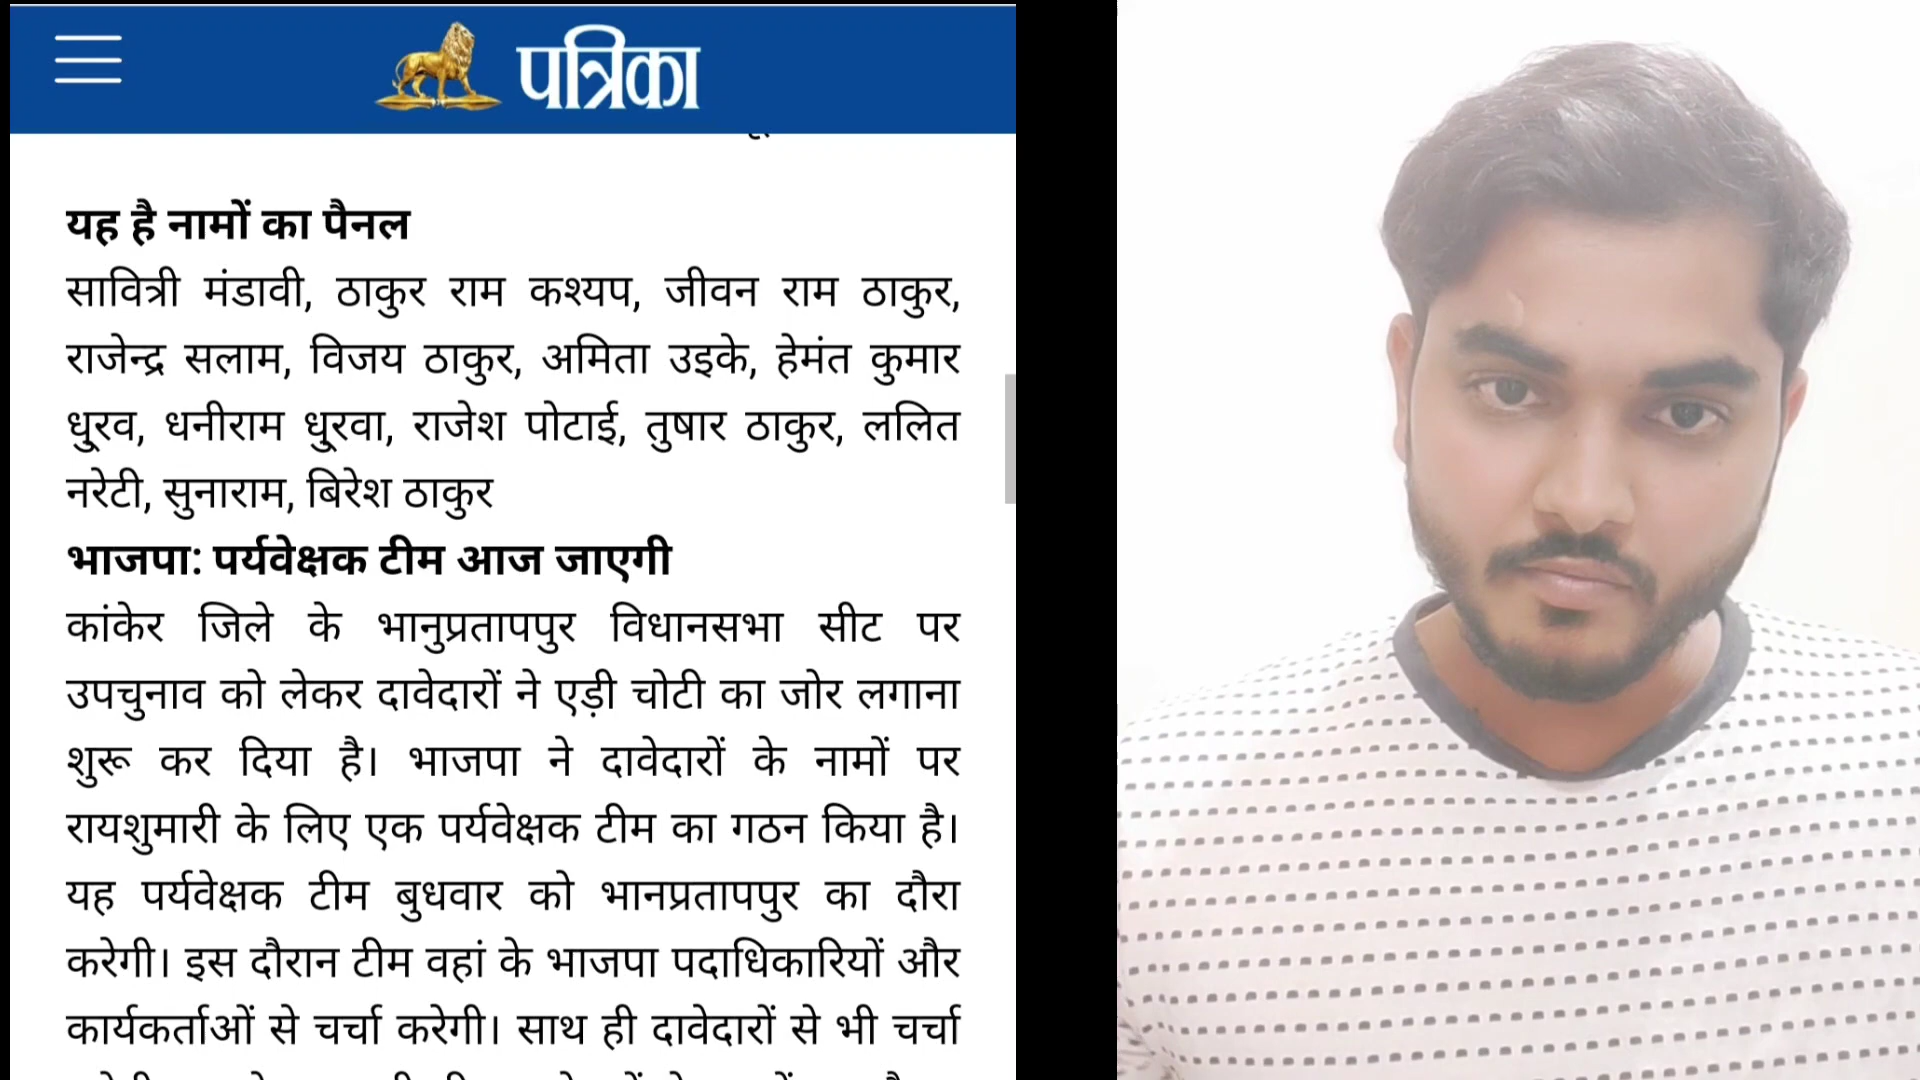 पत्रिका
यह है नामों का पैनल
सावित्री मंडावी, ठाकुर राम कश्यप, जीवन राम ठाकुर,
राजेन्द्र सलाम, विजय ठाकुर, अमिता उइके, हेमंत कुमार
धु्रव, धनीराम धु्रवा, राजेश पोटाई, तुषार ठाकुर, ललित
नरेटी, सुनाराम, बिरेश ठाकुर
भाजपा: पर्यवेक्षक टीम आज जाएगी
कांकेर जिले के भानुप्रतापपुर विधानसभा सीट पर
उपचुनाव को लेकर दावेदारों ने एड़ी चोटी का जोर लगाना
शुरू कर दिया है। भाजपा ने दावेदारों के नामों पर
रायशुमारी के लिए एक पर्यवेक्षक टीम का गठन किया है।
यह पर्यवेक्षक टीम बुधवार को भानप्रतापपुर का दौरा
करेगी। इस दौरान टीम वहां के भाजपा पदाधिकारियों और
कार्यकर्ताओं से चर्चा करेगी। साथ ही दावेदारों से भी चर्चा